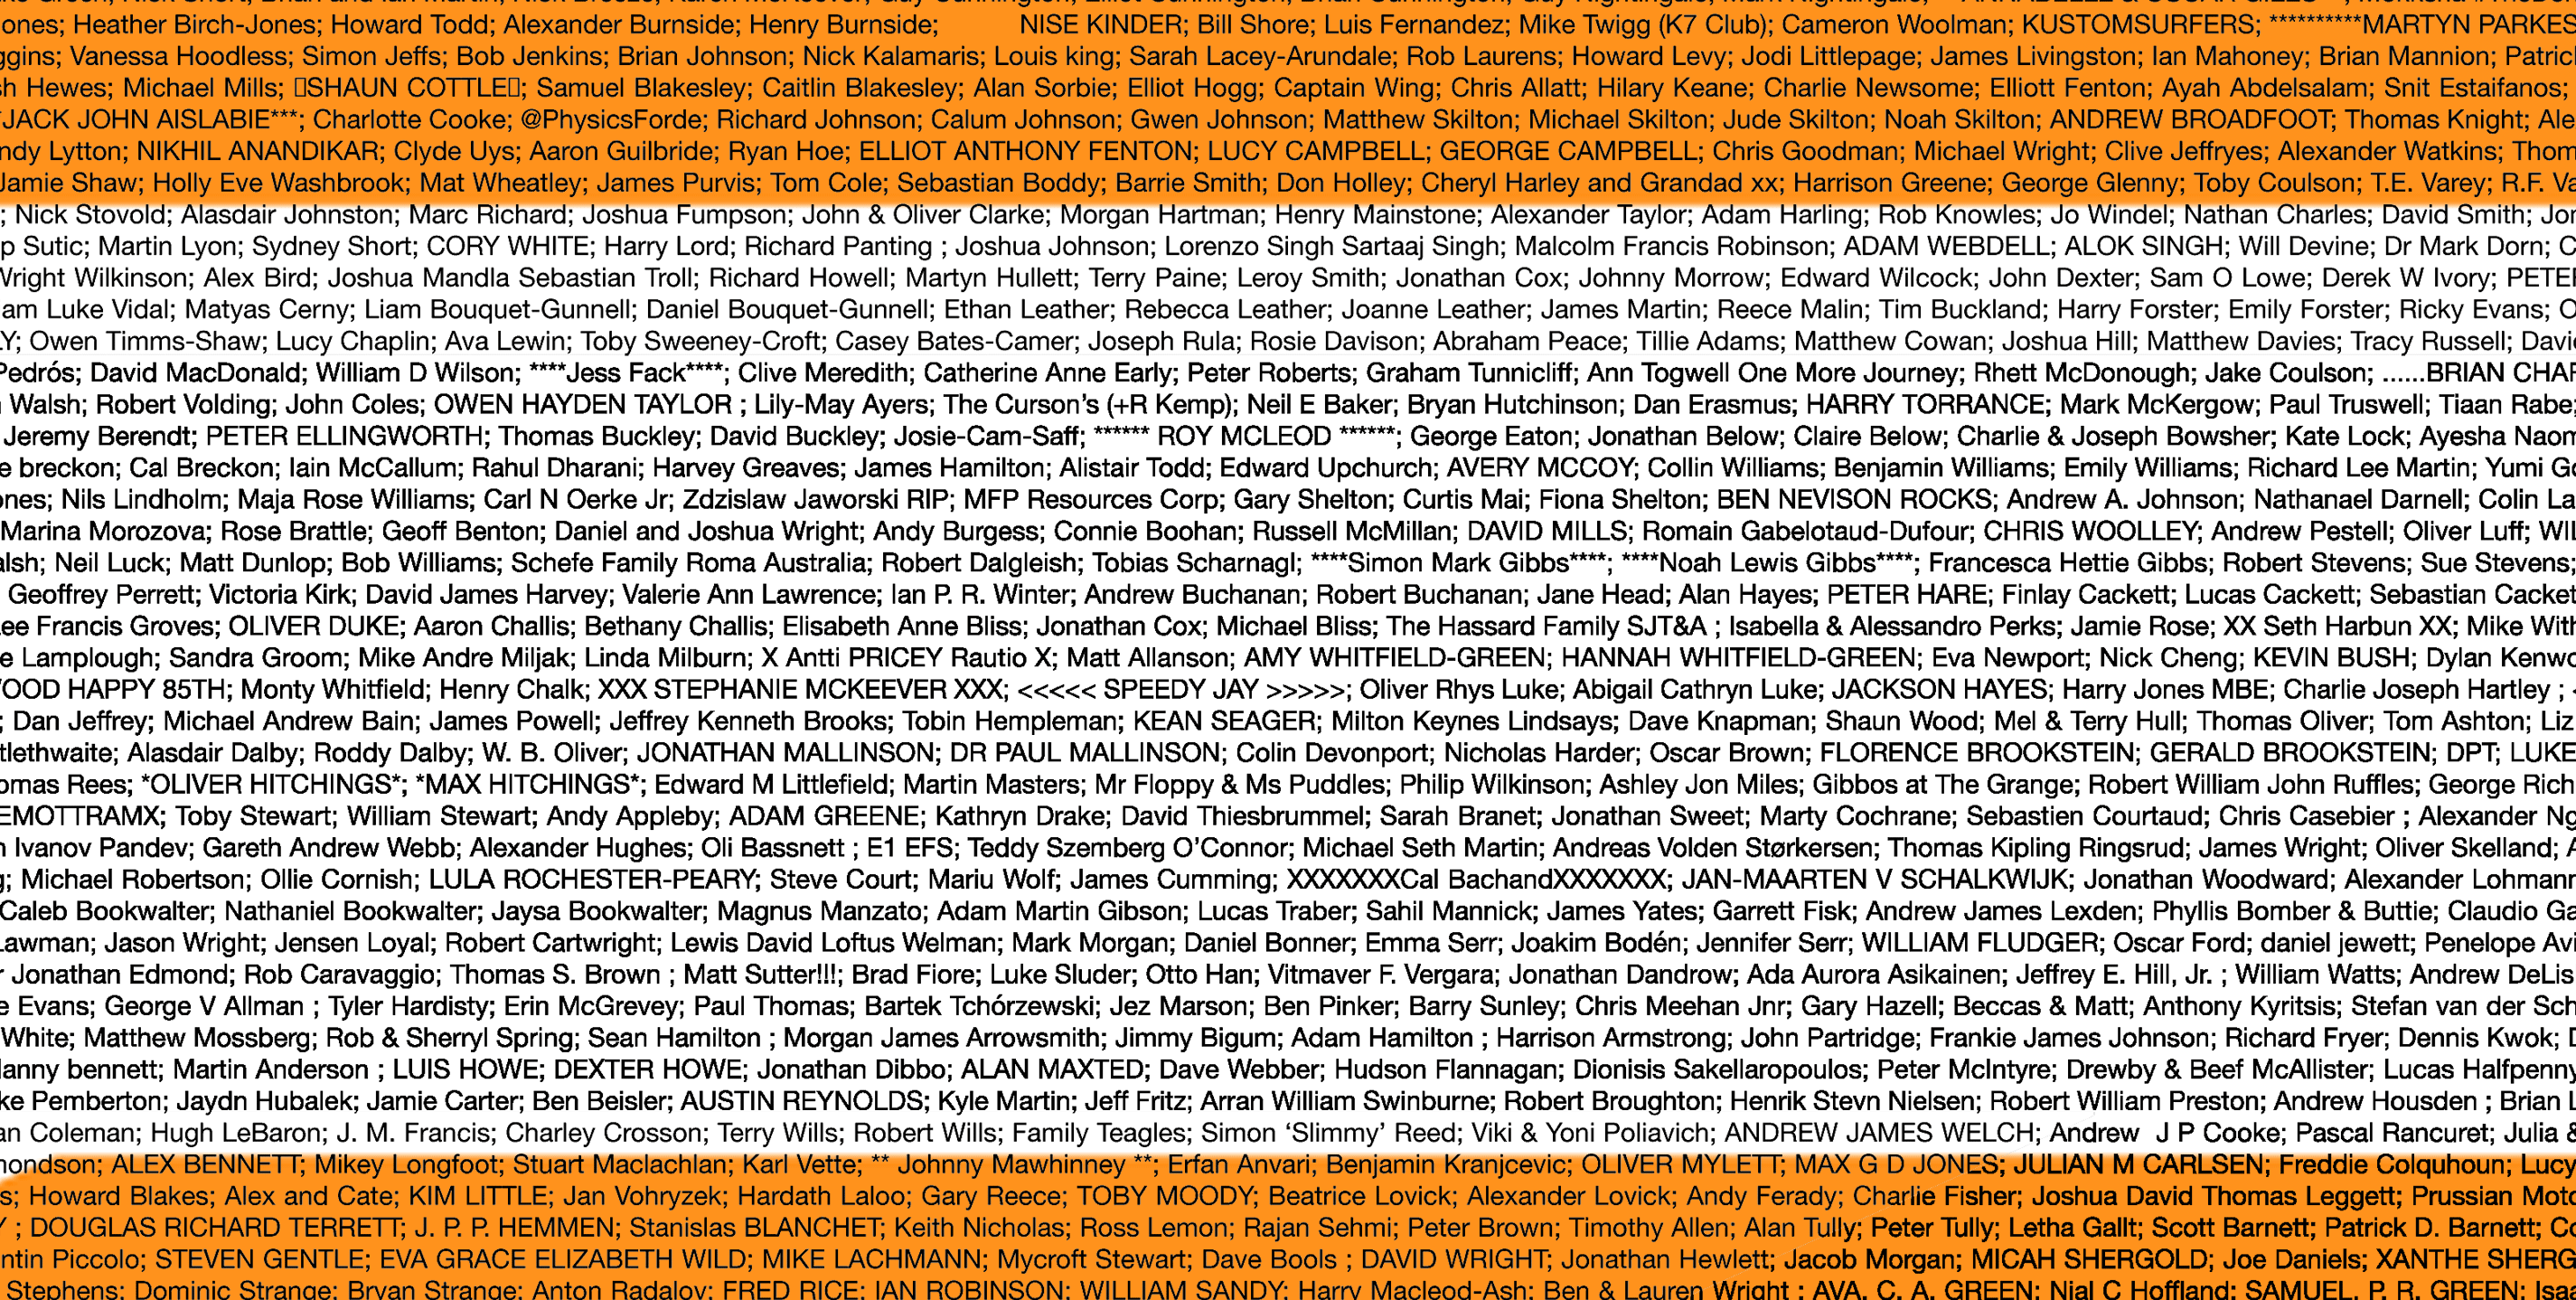 ones; Heather Birch-Jones; Howard Todd; Alexander Burnside; Henry Burnside; NISE KINDER; Bill Shore; Luis Fernandez; Mike Twigg (K7 Club); Cameron Woolman; KUSTOMSURFERS; **********MARTYN PARKES
ggins; Vanessa Hoodless; Simon Jeffs; Bob Jenkins; Brian Johnson; Nick Kalamaris; Louis king; Sarah Lacey-Arundale; Rob Laurens; Howard Levy; Jodi Littlepage; James Livingston; Ian Mahoney; Brian Mannion; Patric
sh Hewes; Michael Mills; SHAUN COTTLE; Samuel Blakesley; Caitlin Blakesley; Alan Sorbie; Elliot Hogg; Captain Wing; Chris Allatt; Hilary Keane; Charlie Newsome; Elliott Fenton; Ayah Abdelsalam; Snit Estaifanos;
JACK JOHN AISLABIE***; Charlotte Cooke; @PhysicsForde; Richard Johnson; Calum Johnson; Gwen Johnson; Matthew Skilton; Michael Skilton; Jude Skilton; Noah Skilton; ANDREW BROADFOOT; Thomas Knight; Ale
ndy Lytton; NIKHIL ANANDIKAR; Clyde Uys; Aaron Guilbride; Ryan Hoe; ELLIOT ANTHONY FENTON; LUCY CAMPBELL; GEORGE CAMPBELL; Chris Goodman; Michael Wright; Clive Jeffryes; Alexander Watkins; Thom
Jamie Shaw; Holly Eve Washbrook; Mat Wheatley; James Purvis; Tom Cole; Sebastian Boddy; Barrie Smith; Don Holley; Cheryl Harley and Grandad xx; Harrison Greene; George Glenny; Toby Coulson; T.E. Varey; R.F. Va
; Nick Stovold; Alasdair Johnston; Marc Richard; Joshua Fumpson; John & Oliver Clarke; Morgan Hartman; Henry Mainstone; Alexander Taylor; Adam Harling; Rob Knowles; Jo Windel; Nathan Charles; David Smith; Jo
p Sutic; Martin Lyon; Sydney Short; CORY WHITE; Harry Lord; Richard Panting ; Joshua Johnson; Lorenzo Singh Sartaaj Singh; Malcolm Francis Robinson; ADAM WEBDELL; ALOK SINGH; Will Devine; Dr Mark Dorn; C
Wright Wilkinson; Alex Bird; Joshua Mandla Sebastian Troll; Richard Howell; Martyn Hullett; Terry Paine; Leroy Smith; Jonathan Cox; Johnny Morrow; Edward Wilcock; John Dexter; Sam O Lowe; Derek W Ivory; PETE
am Luke Vidal; Matyas Cerny; Liam Bouquet-Gunnell; Daniel Bouquet-Gunnell; Ethan Leather; Rebecca Leather; Joanne Leather; James Martin; Reece Malin; Tim Buckland; Harry Forster; Emily Forster; Ricky Evans; O
LY; Owen Timms-Shaw; Lucy Chaplin; Ava Lewin; Toby Sweeney-Croft; Casey Bates-Camer; Joseph Rula; Rosie Davison; Abraham Peace; Tillie Adams; Matthew Cowan; Joshua Hill; Matthew Davies; Tracy Russell; Davi
Pedrós; David MacDonald; William D Wilson; ****Jess Fack****; Clive Meredith; Catherine Anne Early; Peter Roberts; Graham Tunnicliff; Ann Togwell One More Journey; Rhett McDonough; Jake Coulson; ......BRIAN CHAP
Walsh; Robert Volding; John Coles; OWEN HAYDEN TAYLOR ; Lily-May Ayers; The Curson's (+R Kemp); Neil E Baker; Bryan Hutchinson; Dan Erasmus; HARRY TORRANCE; Mark McKergow; Paul Truswell; Tiaan Rabe;
Jeremy Berendt; PETER ELLINGWORTH; Thomas Buckley; David Buckley; Josie-Cam-Saff; ****** ROY MCLEOD ******; George Eaton; Jonathan Below; Claire Below; Charlie & Joseph Bowsher; Kate Lock; Ayesha Naom
e breckon; Cal Breckon; Iain McCallum; Rahul Dharani; Harvey Greaves; James Hamilton; Alistair Todd; Edward Upchurch; AVERY MCCOY; Collin Williams; Benjamin Williams; Emily Williams; Richard Lee Martin; Yumi Go
ones; Nils Lindholm; Maja Rose Williams; Carl N Oerke Jr; Zdzislaw Jaworski RIP; MFP Resources Corp; Gary Shelton; Curtis Mai; Fiona Shelton; BEN NEVISON ROCKS; Andrew A. Johnson; Nathanael Darnell; Colin La
Marina Morozova; Rose Brattle; Geoff Benton; Daniel and Joshua Wright; Andy Burgess; Connie Boohan; Russell McMillan; DAVID MILLS; Romain Gabelotaud-Dufour; CHRIS WOOLLEY; Andrew Pestell; Oliver Luff; WIL
alsh; Neil Luck; Matt Dunlop; Bob Williams; Schefe Family Roma Australia; Robert Dalgleish; Tobias Scharnagl; ****Simon Mark Gibbs****; ****Noah Lewis Gibbs****; Francesca Hettie Gibbs; Robert Stevens; Sue Stevens;
Geoffrey Perrett; Victoria Kirk; David James Harvey; Valerie Ann Lawrence; Ian P. R. Winter; Andrew Buchanan; Robert Buchanan; Jane Head; Alan Hayes; PETER HARE; Finlay Cackett; Lucas Cackett; Sebastian Cacket
Lee Francis Groves; OLIVER DUKE; Aaron Challis; Bethany Challis; Elisabeth Anne Bliss; Jonathan Cox; Michael Bliss; The Hassard Family SJT&A ; Isabella & Alessandro Perks; Jamie Rose; XX Seth Harbun XX; Mike With
e Lamplough; Sandra Groom; Mike Andre Miljak; Linda Milburn; X Antti PRICEY Rautio X; Matt Allanson; AMY WHITFIELD-GREEN; HANNAH WHITFIELD-GREEN; Eva Newport; Nick Cheng; KEVIN BUSH; Dylan Kenwo
OOD HAPPY 85TH; Monty Whitfield; Henry Chalk; XXX STEPHANIE MCKEEVER XXX; <<<<< SPEEDY JAY >>>>>; Oliver Rhys Luke; Abigail Cathryn Luke; JACKSON HAYES; Harry Jones MBE; Charlie Joseph Hartley ;
; Dan Jeffrey; Michael Andrew Bain; James Powell; Jeffrey Kenneth Brooks; Tobin Hempleman; KEAN SEAGER; Milton Keynes Lindsays; Dave Knapman; Shaun Wood; Mel & Terry Hull; Thomas Oliver; Tom Ashton; Liz
tlethwaite; Alasdair Dalby; Roddy Dalby; W. B. Oliver; JONATHAN MALLINSON; DR PAUL MALLINSON; Colin Devonport; Nicholas Harder; Oscar Brown; FLORENCE BROOKSTEIN; GERALD BROOKSTEIN; DPT; LUKE
omas Rees; *OLIVER HITCHINGS*; *MAX HITCHINGS*; Edward M Littlefield; Martin Masters; Mr Floppy & Ms Puddles; Philip Wilkinson; Ashley Jon Miles; Gibbos at The Grange; Robert William John Ruffles; George Rich
EMOTTRAMX; Toby Stewart; William Stewart; Andy Appleby; ADAM GREENE; Kathryn Drake; David Thiesbrummel; Sarah Branet; Jonathan Sweet; Marty Cochrane; Sebastien Courtaud; Chris Casebier ; Alexander Ng
n Ivanov Pandev; Gareth Andrew Webb; Alexander Hughes; Oli Bassnett ; E1 EFS; Teddy Szemberg O'Connor; Michael Seth Martin; Andreas Volden Størkersen; Thomas Kipling Ringsrud; James Wright; Oliver Skelland; A
g; Michael Robertson; Ollie Cornish; LULA ROCHESTER-PEARY; Steve Court; Mariu Wolf; James Cumming; XXXXXXXCal BachandXXXXXXX; JAN-MAARTEN V SCHALKWIJK; Jonathan Woodward; Alexander Lohmann
Caleb Bookwalter; Nathaniel Bookwalter; Jaysa Bookwalter; Magnus Manzato; Adam Martin Gibson; Lucas Traber; Sahil Mannick; James Yates; Garrett Fisk; Andrew James Lexden; Phyllis Bomber & Buttie; Claudio Ga
Lawman; Jason Wright; Jensen Loyal; Robert Cartwright; Lewis David Loftus Welman; Mark Morgan; Daniel Bonner; Emma Serr; Joakim Bodén; Jennifer Serr; WILLIAM FLUDGER; Oscar Ford; daniel jewett; Penelope Avi
r Jonathan Edmond; Rob Caravaggio; Thomas S. Brown ; Matt Sutter!!!; Brad Fiore; Luke Sluder; Otto Han; Vitmaver F. Vergara; Jonathan Dandrow; Ada Aurora Asikainen; Jeffrey E. Hill, Jr. ; William Watts; Andrew DeLis
e Evans; George V Allman ; Tyler Hardisty; Erin McGrevey; Paul Thomas; Bartek Tchórzewski; Jez Marson; Ben Pinker; Barry Sunley; Chris Meehan Jnr; Gary Hazell; Beccas & Matt; Anthony Kyritsis; Stefan van der Sch
White; Matthew Mossberg; Rob & Sherryl Spring; Sean Hamilton ; Morgan James Arrowsmith; Jimmy Bigum; Adam Hamilton ; Harrison Armstrong; John Partridge; Frankie James Johnson; Richard Fryer; Dennis Kwok;
anny bennett; Martin Anderson ; LUIS HOWE; DEXTER HOWE; Jonathan Dibbo; ALAN MAXTED; Dave Webber; Hudson Flannagan; Dionisis Sakellaropoulos; Peter McIntyre; Drewby & Beef McAllister; Lucas Halfpenny
ke Pemberton; Jaydn Hubalek; Jamie Carter; Ben Beisler; AUSTIN REYNOLDS; Kyle Martin; Jeff Fritz; Arran William Swinburne; Robert Broughton; Henrik Stevn Nielsen; Robert William Preston; Andrew Housden ; Brian L
an Coleman; Hugh LeBaron; J. M. Francis; Charley Crosson; Terry Wills; Robert Wills; Family Teagles; Simon 'Slimmy' Reed; Viki & Yoni Poliavich; ANDREW JAMES WELCH; Andrew J P Cooke; Pascal Rancuret; Julia &
mondson; ALEX BENNETT; Mikey Longfoot; Stuart Maclachlan; Karl Vette; ** Johnny Mawhinney **; Erfan Anvari; Benjamin Kranjcevic; OLIVER MYLETT; MAX G D JONES; JULIAN M CARLSEN; Freddie Colquhoun; Lucy
s; Howard Blakes; Alex and Cate; KIM LITTLE; Jan Vohryzek; Hardath Laloo; Gary Reece; TOBY MOODY; Beatrice Lovick; Alexander Lovick; Andy Ferady; Charlie Fisher; Joshua David Thomas Leggett; Prussian Moto
Y ; DOUGLAS RICHARD TERRETT; J. P. P. HEMMEN; Stanislas BLANCHET; Keith Nicholas; Ross Lemon; Rajan Sehmi; Peter Brown; Timothy Allen; Alan Tully; Peter Tully; Letha Gallt; Scott Barnett; Patrick D. Barnett; Co
ntin Piccolo; STEVEN GENTLE; EVA GRACE ELIZABETH WILD; MIKE LACHMANN; Mycroft Stewart; Dave Bools ; DAVID WRIGHT; Jonathan Hewlett; Jacob Morgan; MICAH SHERGOLD; Joe Daniels; XANTHE SHERG
Stephens; Dominic Strange; Bryan Strange; Anton Radalov; FRED RICE; IAN ROBINSON; WILLIAM SANDY; Harry Macleod-Ash; Ben & Lauren Wright ; AVA. C. A. GREEN; Nial C Hoffland; SAMUEL. P. R. GREEN; Isa